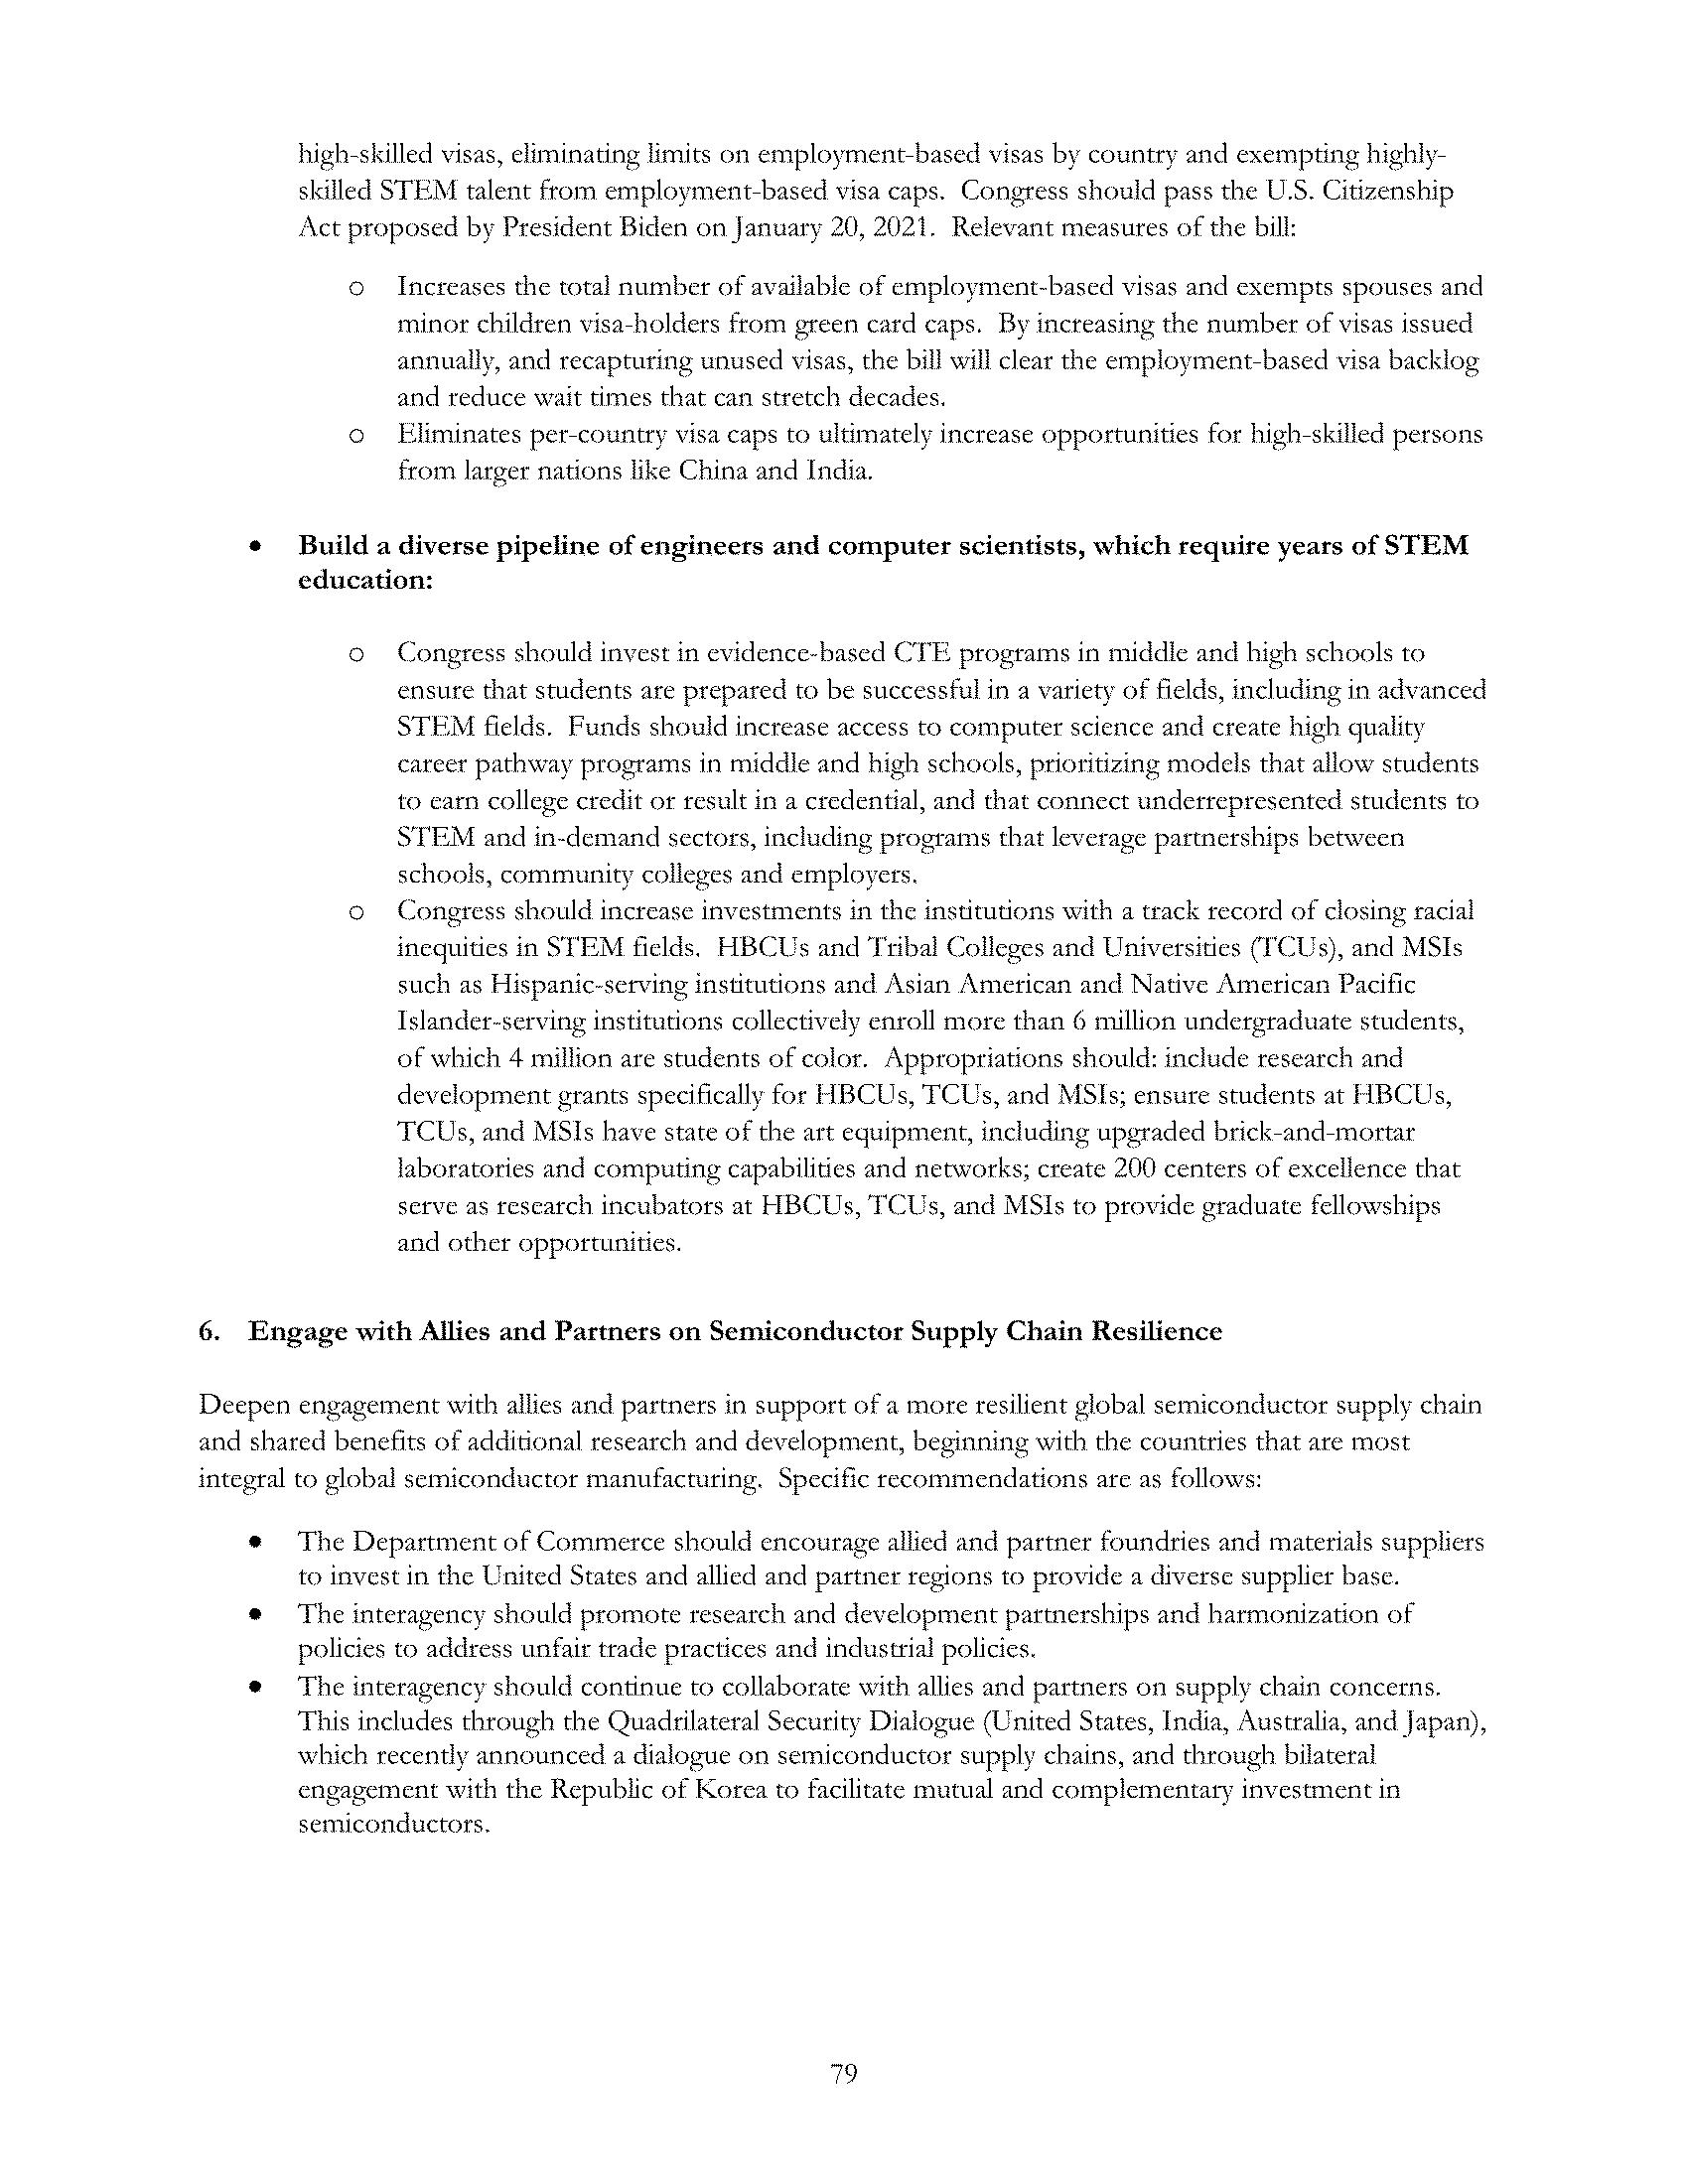 high-skilled visas, eliminating limits on employment-based visas by country and exempting highly-
skilled STEM talent from employment-based visa caps.  Congress should pass the U.S. Citizenship
Act proposed by President Biden on January 20, 2021.  Relevant measures of the bill:
o Increases the total number of available of employment-based visas and exempts spouses and
minor children visa-holders from green card caps.  By increasing the number of visas issued
annually, and recapturing unused visas, the bill will clear the employment-based visa backlog
and reduce wait times that can stretch decades.
o Eliminates per-country visa caps to ultimately increase opportunities for high-skilled persons
from larger nations like China and India.
• Build a diverse pipeline of engineers and computer scientists, which require years of STEM
education:
o Congress should invest in evidence-based CTE programs in middle and high schools to
ensure that students are prepared to be successful in a variety of fields, including in advanced
STEM fields.  Funds should increase access to computer science and create high quality
career pathway programs in middle and high schools, prioritizing models that allow students
to earn college credit or result in a credential, and that connect underrepresented students to
STEM and in-demand sectors, including programs that leverage partnerships between
schools, community colleges and employers.
o Congress should increase investments in the institutions with a track record of closing racial
inequities in STEM fields.  HBCUs and Tribal Colleges and Universities (TCUs), and MSIs
such as Hispanic-serving institutions and Asian American and Native American Pacific
Islander-serving institutions collectively enroll more than 6 million undergraduate students,
of which 4 million are students of color.  Appropriations should: include research and
development grants specifically for HBCUs, TCUs, and MSIs; ensure students at HBCUs,
TCUs, and MSIs have state of the art equipment, including upgraded brick-and-mortar
laboratories and computing capabilities and networks; create 200 centers of excellence that
serve as research incubators at HBCUs, TCUs, and MSIs to provide graduate fellowships
and other opportunities.
6. Engage with Allies and Partners on Semiconductor Supply Chain Resilience
Deepen engagement with allies and partners in support of a more resilient global semiconductor supply chain
and shared benefits of additional research and development, beginning with the countries that are most
integral to global semiconductor manufacturing.  Specific recommendations are as follows:
• The Department of Commerce should encourage allied and partner foundries and materials suppliers
to invest in the United States and allied and partner regions to provide a diverse supplier base.
• The interagency should promote research and development partnerships and harmonization of
policies to address unfair trade practices and industrial policies.
• The interagency should continue to collaborate with allies and partners on supply chain concerns.
This includes through the Quadrilateral Security Dialogue (United States, India, Australia, and Japan),
which recently announced a dialogue on semiconductor supply chains, and through bilateral
engagement with the Republic of Korea to facilitate mutual and complementary investment in
semiconductors.
79